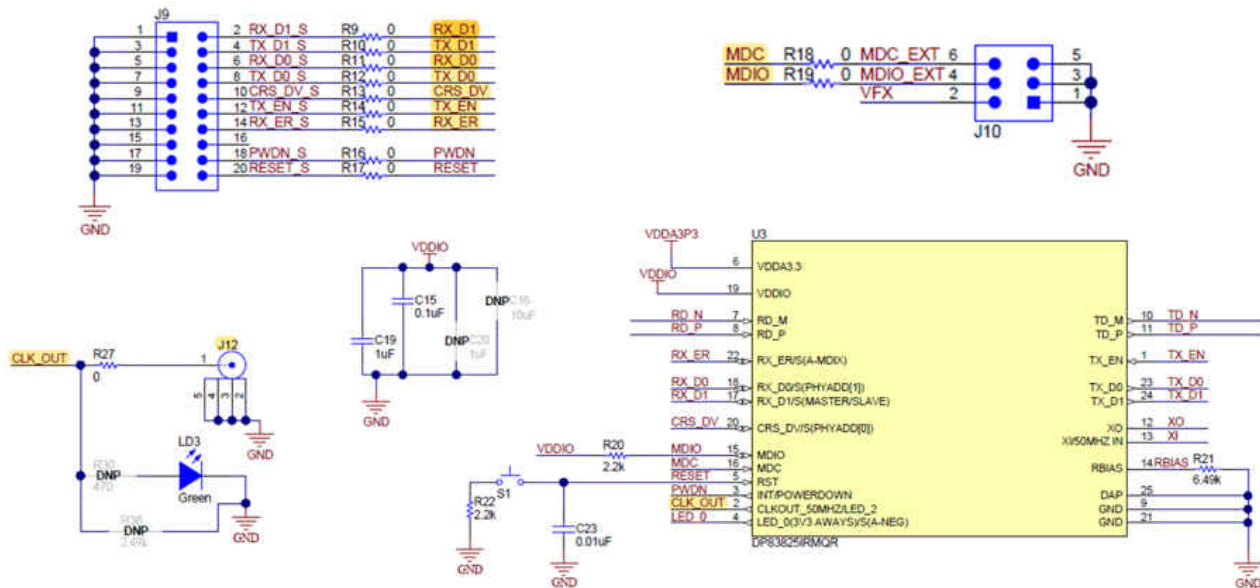 J9
1 2 RX_D1_S R9 0 RX_D1
3 4 TX_D1_S R10 0 TX_D1
5 6 RX_D0_S R11 0 RX_D0
7 8 TX_D0_S R12 0 TX_D0
9 10 CRS_DV_S R13 0 CRS_DV
11 12 TX_EN_S R14 0 TX_EN
13 14 RX_ER_S R15 0 RX_ER
15 16
17 18 PWDN_S R16 0 PWDN
19 20 RESET_S R17 0 RESET
GND
MDC R18 0 MDC_EXT 6 5
MDIO R19 0 MDIO_EXT 4 3
VFX 2 1
J10
GND
CLK_OUT R27 0 1 J12
5 4 3 2
GND
LD3
R30 DNP 470 Green
DNP 2.49k
GND
VDDIO
C15 0.1uF
DNP C16 10uF
C19 1uF
DNP C20 1uF
GND
VDDIO R20 2.2k
S1
R22 2.2k
C23 0.01uF
GND
GND
U3
VDDA3P3 6 VDDA3.3
VDDIO 19 VDDIO
RD_N 7 RD_M TD_M 10 TD_N
RD_P 8 RD_P TD_P 11 TD_P
RX_ER 22 RX_ER/S(A-MDIX) TX_EN 1 TX_EN
RX_D0 18 RX_D0/S(PHYADD[1]) TX_D0 23 TX_D0
RX_D1 17 RX_D1/S(MASTER/SLAVE) TX_D1 24 TX_D1
CRS_DV 20 CRS_DV/S(PHYADD[0]) XO 12 XO
XI/50MHZ IN 13 XI
MDIO 15 MDIO
MDC 16 MDC RBIAS 14 RBIAS R21 6.49k
RESET 5 RST
PWDN 3 INT/POWERDOWN DAP 25
CLK_OUT 2 CLKOUT_50MHZ/LED_2 GND 9
LED_0 4 LED_0(3V3 AWAYS)/S(A-NEG) GND 21
DP83825IRMQR
GND